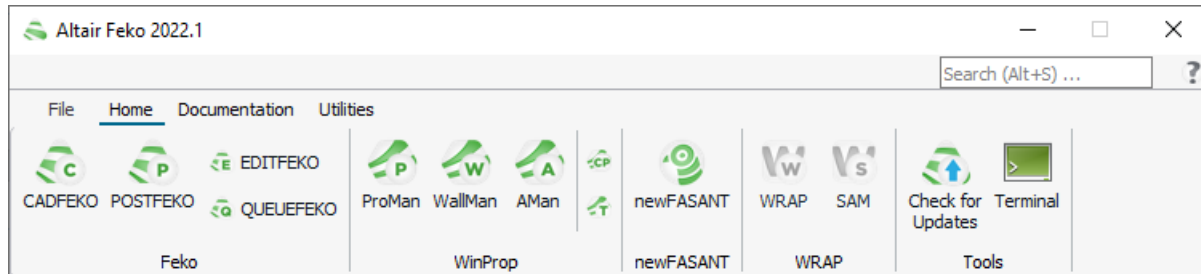 Altair Feko 2022.1
Search (Alt+S) ...
?
File Home Documentation Utilities
C P E EDITFEKO P W A CP W S
CADFEKO POSTFEKO Q QUEUEFEKO ProMan WallMan AMan T newFASANT WRAP SAM Check for Updates Terminal
Feko WinProp newFASANT WRAP Tools